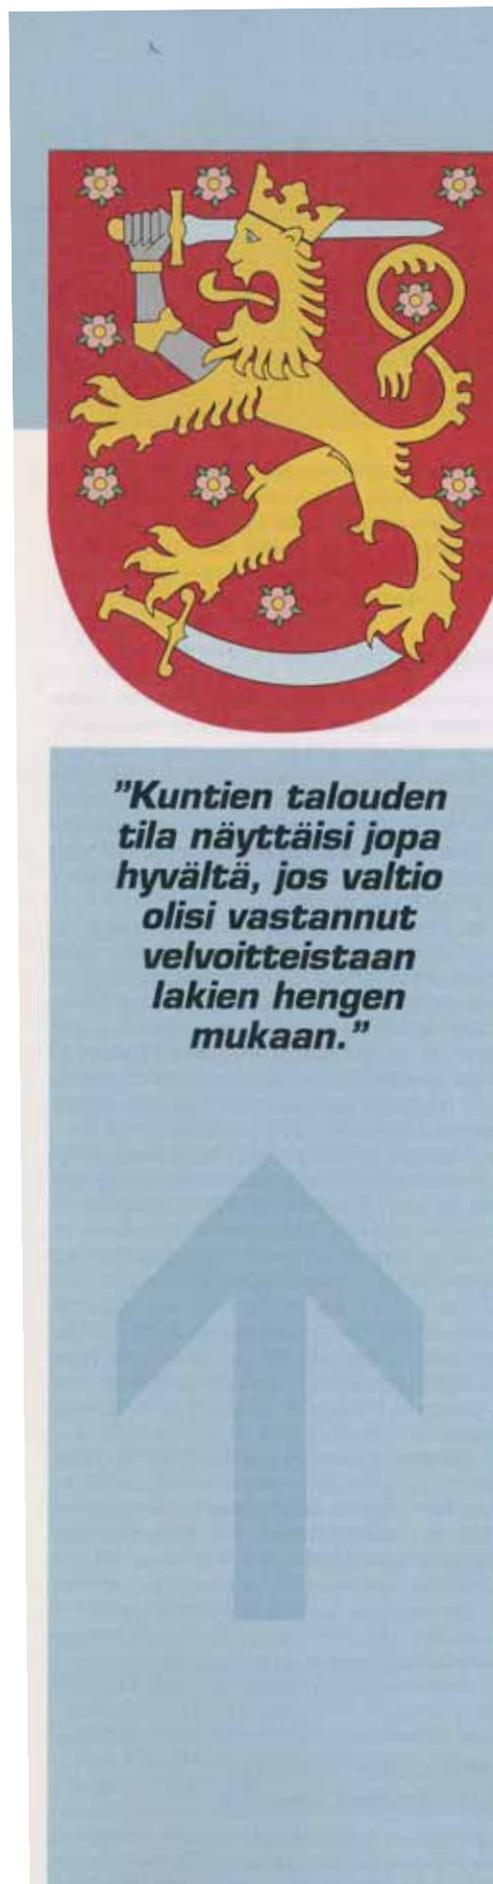 ”Kuntien talouden
tila näyttäisi jopa
hyvältä, jos valtio
olisi vastannut
velvoitteistaan
lakien hengen
mukaan.”